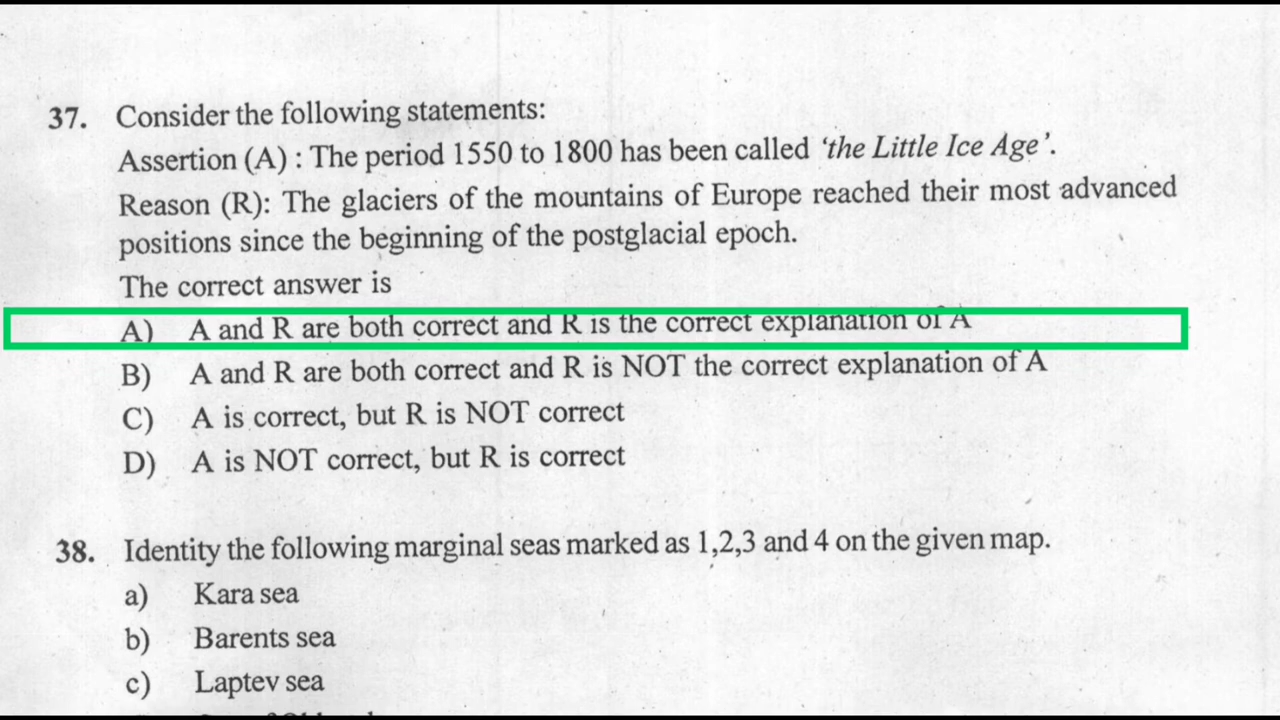 37. Consider the following statements:
Assertion (A) : The period 1550 to 1800 has been called 'the Little Ice Age'.
Reason (R): The glaciers of the mountains of Europe reached their most advanced
positions since the beginning of the postglacial epoch.
The correct answer is
A) A and R are both correct and R is the correct explanation of A
B) A and R are both correct and R is NOT the correct explanation of A
C) A is correct, but R is NOT correct
D) A is NOT correct, but R is correct
38. Identity the following marginal seas marked as 1,2,3 and 4 on the given map.
a) Kara sea
b) Barents sea
c) Laptev sea